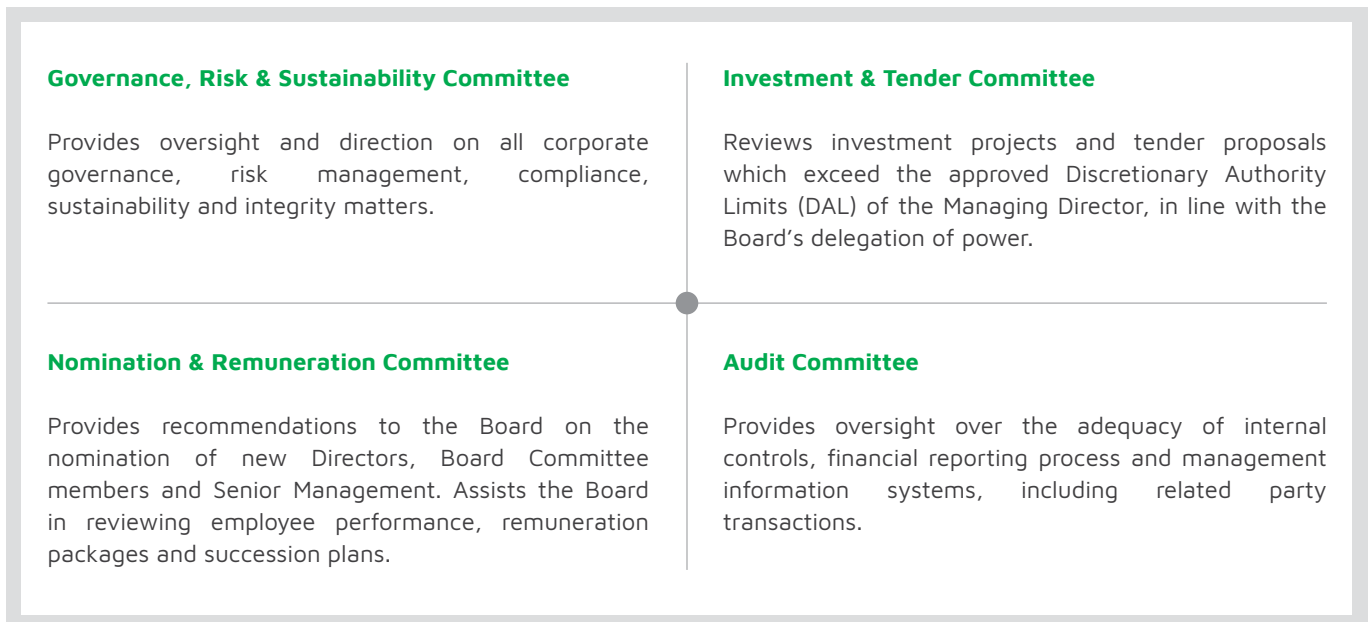 Governance, Risk & Sustainability Committee
Provides oversight and direction on all corporate
governance, risk management, compliance,
sustainability and integrity matters.
Investment & Tender Committee
Reviews investment projects and tender proposals
which exceed the approved Discretionary Authority
Limits (DAL) of the Managing Director, in line with the
Board’s delegation of power.
Nomination & Remuneration Committee
Provides recommendations to the Board on the
nomination of new Directors, Board Committee
members and Senior Management. Assists the Board
in reviewing employee performance, remuneration
packages and succession plans.
Audit Committee
Provides oversight over the adequacy of internal
controls, financial reporting process and management
information systems, including related party
transactions.